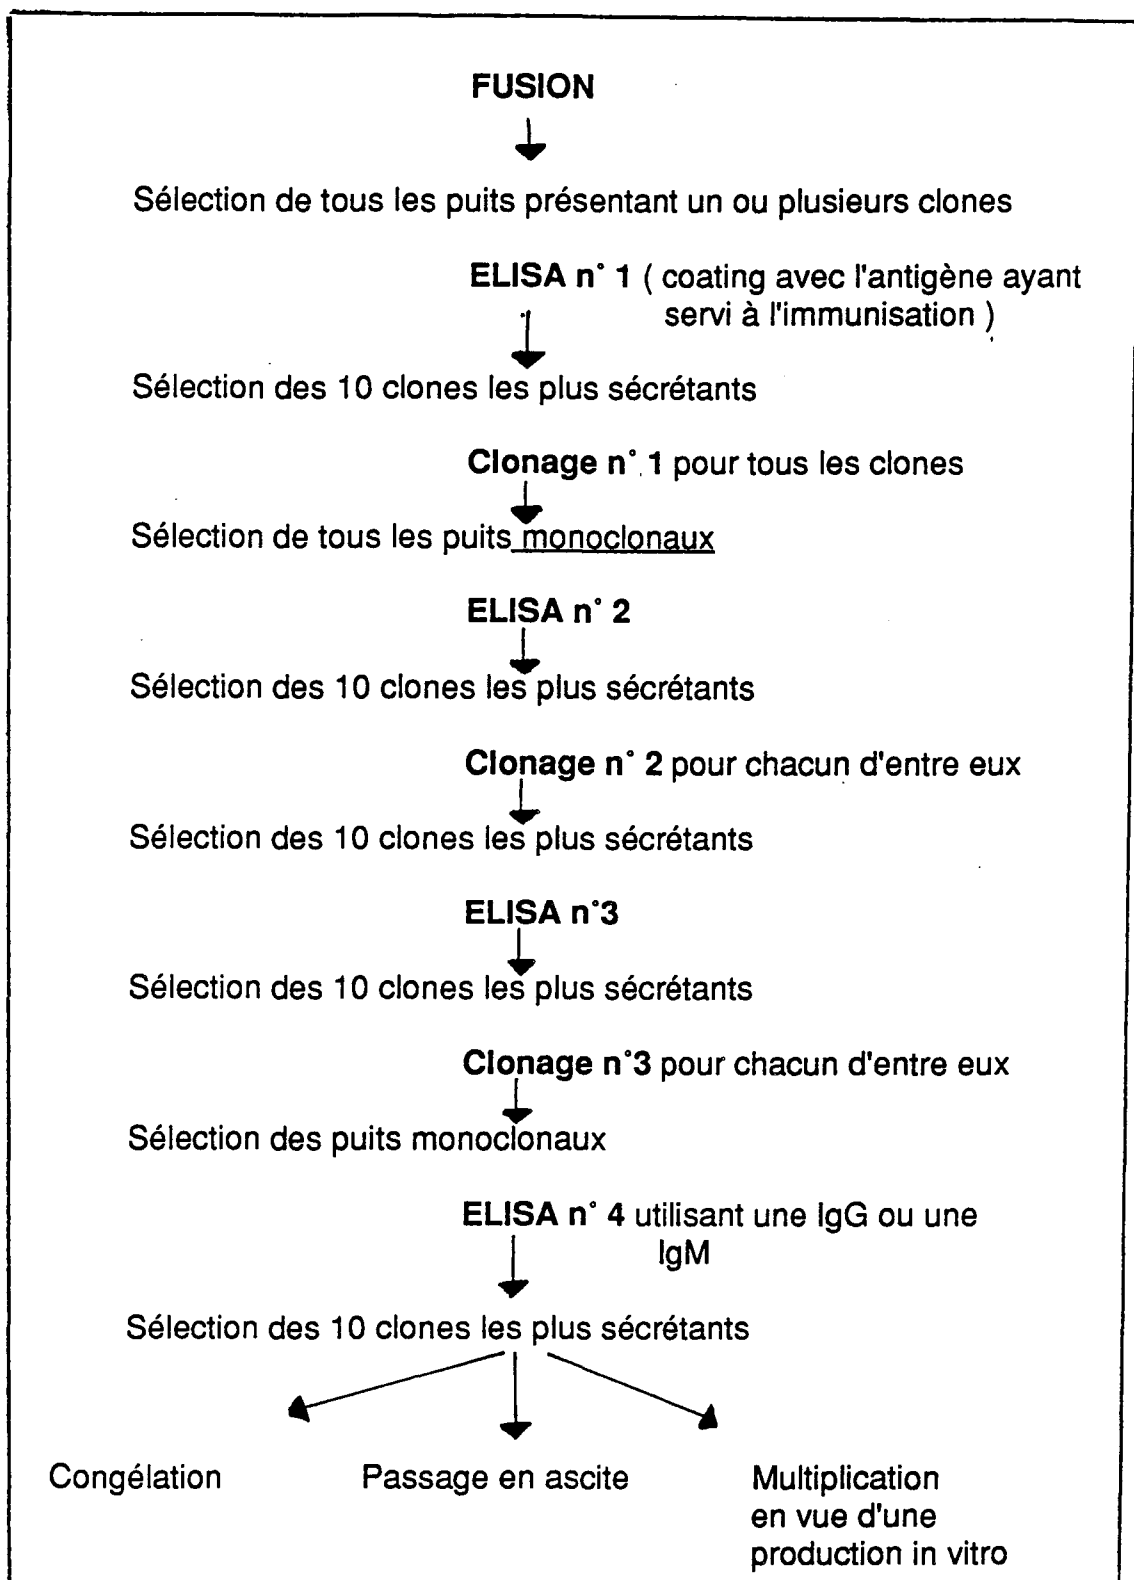 FUSION
Sélection de tous les puits présentant un ou plusieurs clones
ELISA n° 1 ( coating avec l'antigène ayant
servi à l'immunisation )
Sélection des 10 clones les plus sécrétants
Clonage n° 1 pour tous les clones
Sélection de tous les puits monoclonaux
ELISA n° 2
Sélection des 10 clones les plus sécrétants
Clonage n° 2 pour chacun d'entre eux
Sélection des 10 clones les plus sécrétants
ELISA n°3
Sélection des 10 clones les plus sécrétants
Clonage n°3 pour chacun d'entre eux
Sélection des puits monoclonaux
ELISA n° 4 utilisant une IgG ou une
IgM
Sélection des 10 clones les plus sécrétants
Congélation
Passage en ascite
Multiplication
en vue d'une
production in vitro